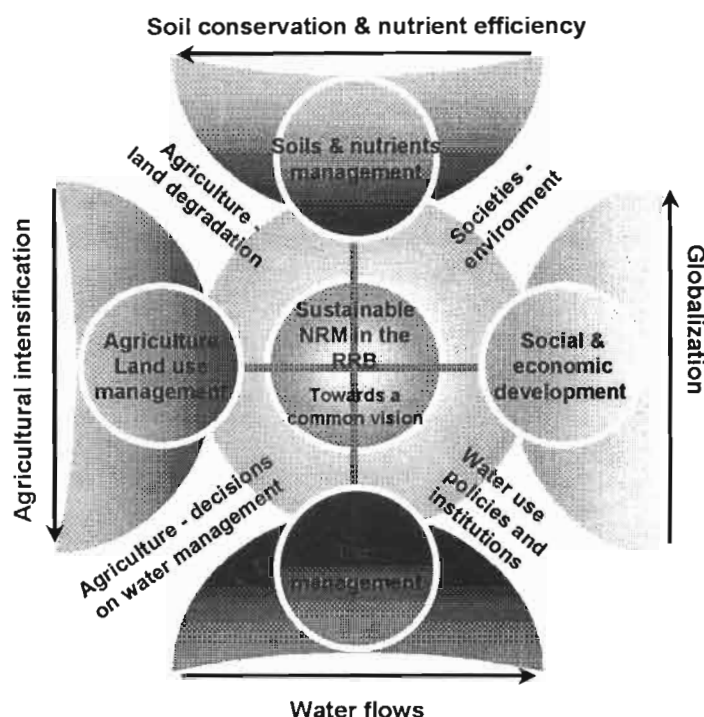 Soil conservation & nutrient efficiency
Soils & nutrients
management
Agriculture -
land degradation
Societies -
environment
Agricultural intensification
Agriculture
Land use
management
Sustainable
NRM in the
RRB
Towards a
common vision
Social &
economic
development
Globalization
Agriculture - decisions
on water management
management
Water use
policies and
institutions
Water flows